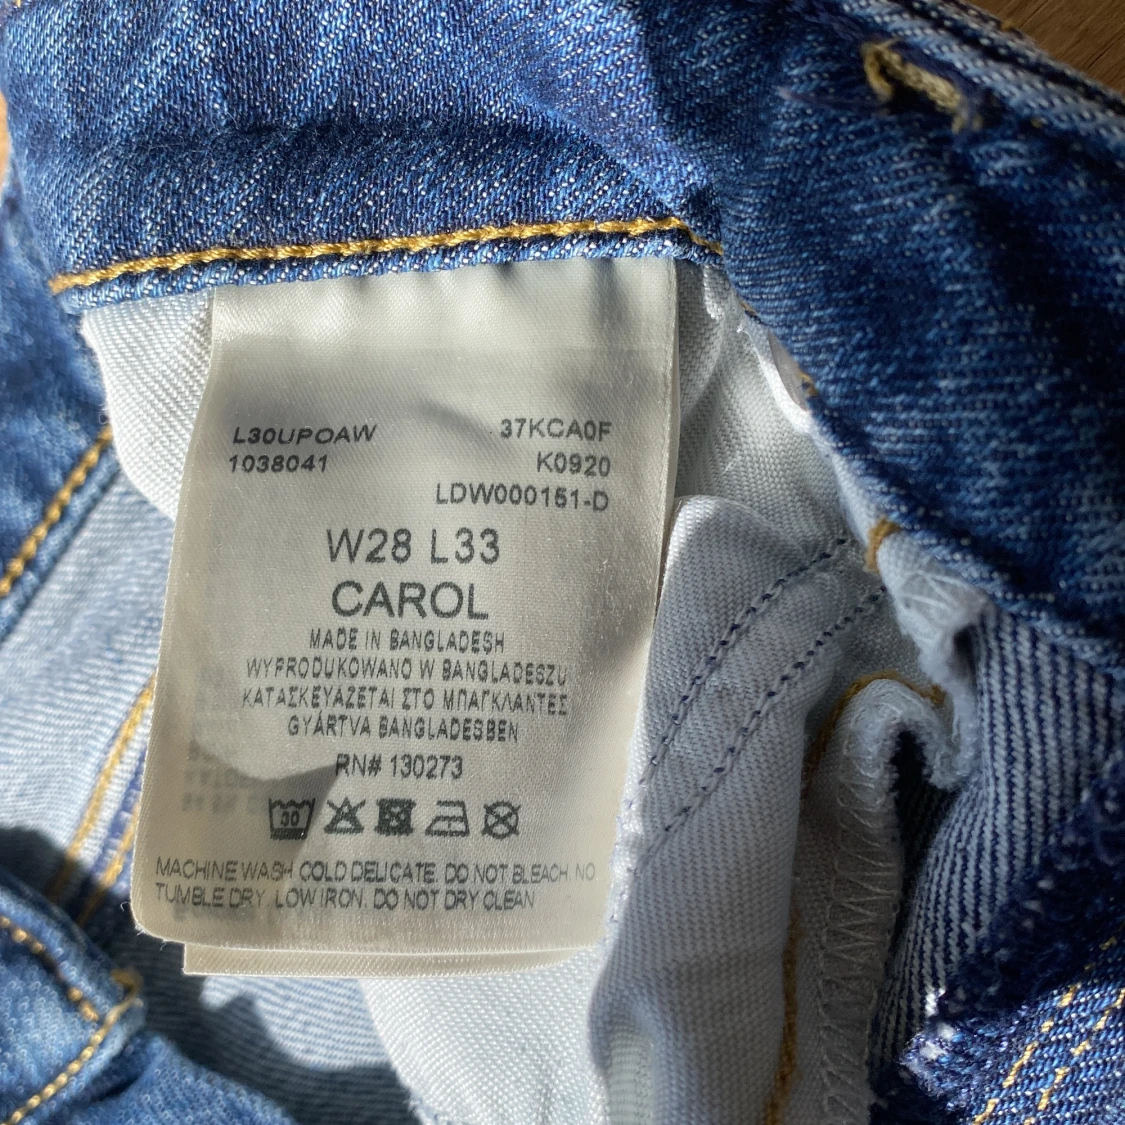 L30UPOAW 37KCA0F
1038041 K0920
LDW000151-D
W28 L33
CAROL
MADE IN BANGLADESH
WYPRODUKOWANO W BANGLADESZU
ΚΑΤΑΣΚΕΥΑΖΕΤΑΙ ΣΤΟ ΜΠΑΓΚΛΑΝΤΕΣ
GYÁRTVA BANGLADESBEN
RN# 130273
30
MACHINE WASH COLD DELICATE. DO NOT BLEACH. NO
TUMBLE DRY. LOW IRON. DO NOT DRY CLEAN